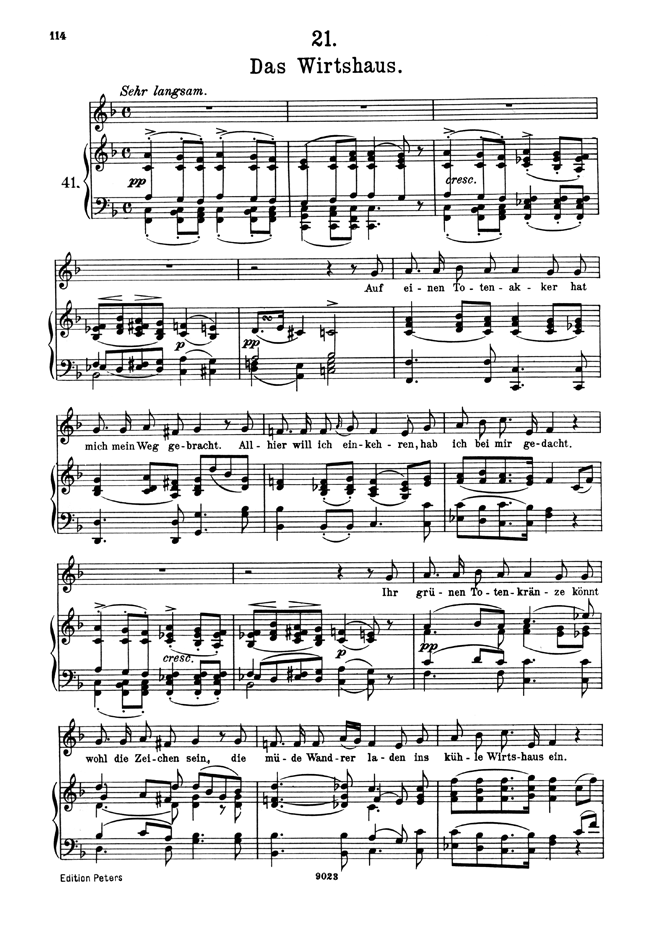 114
21.
Das Wirtshaus.
Sehr langsam.
41.
pp
cresc.
p
pp
Auf ei-nen To-ten-ak-ker hat
mich mein Weg ge-bracht. All-hier will ich ein-keh-ren, hab ich bei mir ge-dacht.
cresc.
p
pp
Ihr grü-nen To-ten-krän-ze könnt
wohl die Zei-chen sein, die mü-de Wand-rer la-den ins küh-le Wirts-haus ein.
Edition Peters
9023